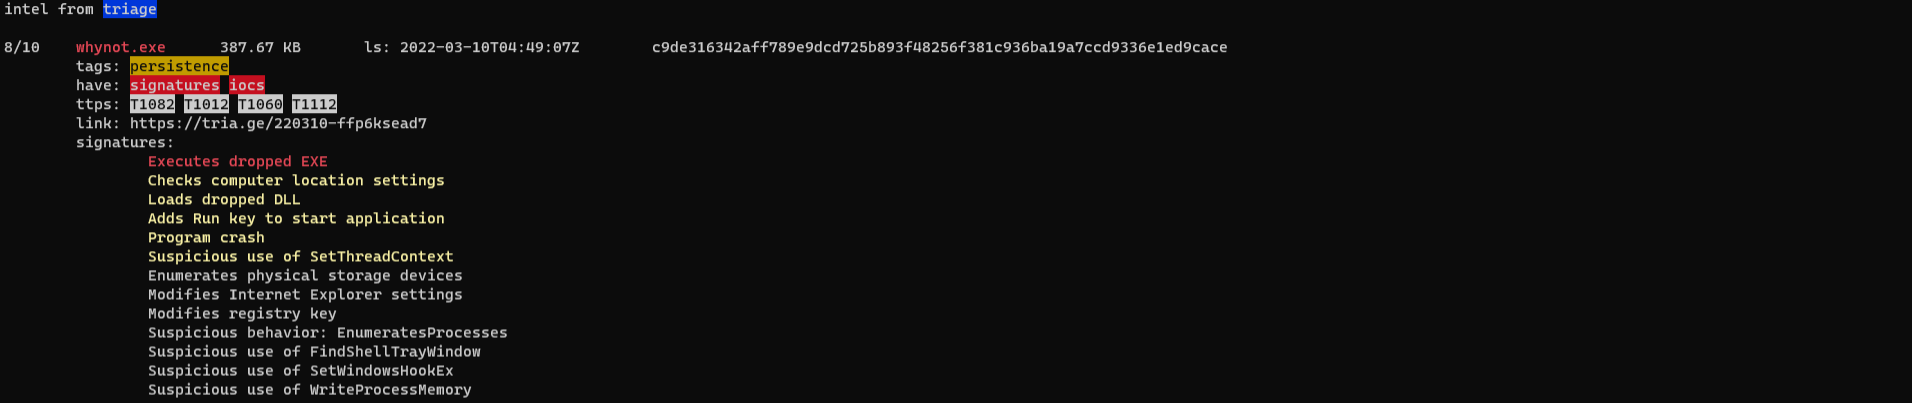 intel from triage
8/10 whynot.exe 387.67 KB ls: 2022-03-10T04:49:07Z c9de316342aff789e9dcd725b893f48256f381c936ba19a7ccd9336e1ed9cace
tags: persistence
have: signatures iocs
ttps: T1082 T1012 T1060 T1112
link: https://tria.ge/220310-ffp6ksead7
signatures:
Executes dropped EXE
Checks computer location settings
Loads dropped DLL
Adds Run key to start application
Program crash
Suspicious use of SetThreadContext
Enumerates physical storage devices
Modifies Internet Explorer settings
Modifies registry key
Suspicious behavior: EnumeratesProcesses
Suspicious use of FindShellTrayWindow
Suspicious use of SetWindowsHookEx
Suspicious use of WriteProcessMemory